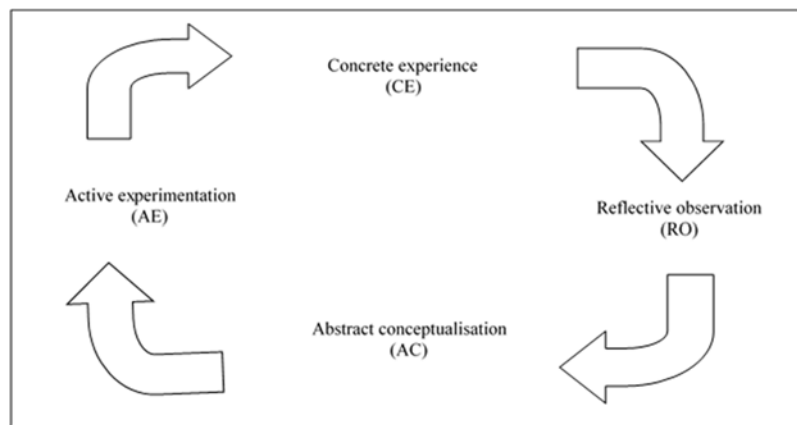 Concrete experience
(CE)
Active experimentation
(AE)
Reflective observation
(RO)
Abstract conceptualisation
(AC)